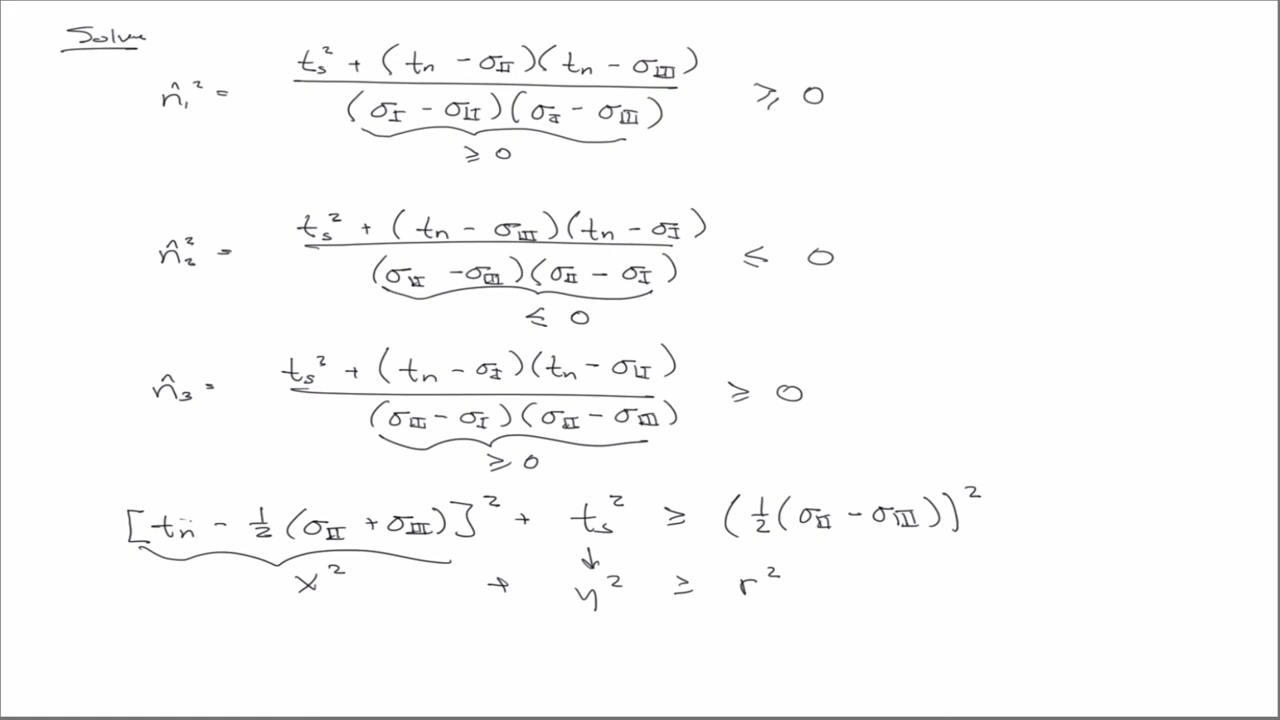 Solve
n̂₁² = (t_s² + (t_n - σ_II)(t_n - σ_III)) / ((σ_I - σ_II)(σ_I - σ_III)) ≥ 0
≥ 0
n̂₂² = (t_s² + (t_n - σ_III)(t_n - σ_I)) / ((σ_II - σ_III)(σ_II - σ_I)) ≤ 0
≤ 0
n̂₃ = (t_s² + (t_n - σ_I)(t_n - σ_II)) / ((σ_III - σ_I)(σ_II - σ_III)) ≥ 0
≥ 0
[t_n - ½(σ_II + σ_III)]² + t_s² ≥ (½(σ_II - σ_III))²
↓
x² + y² ≥ r²